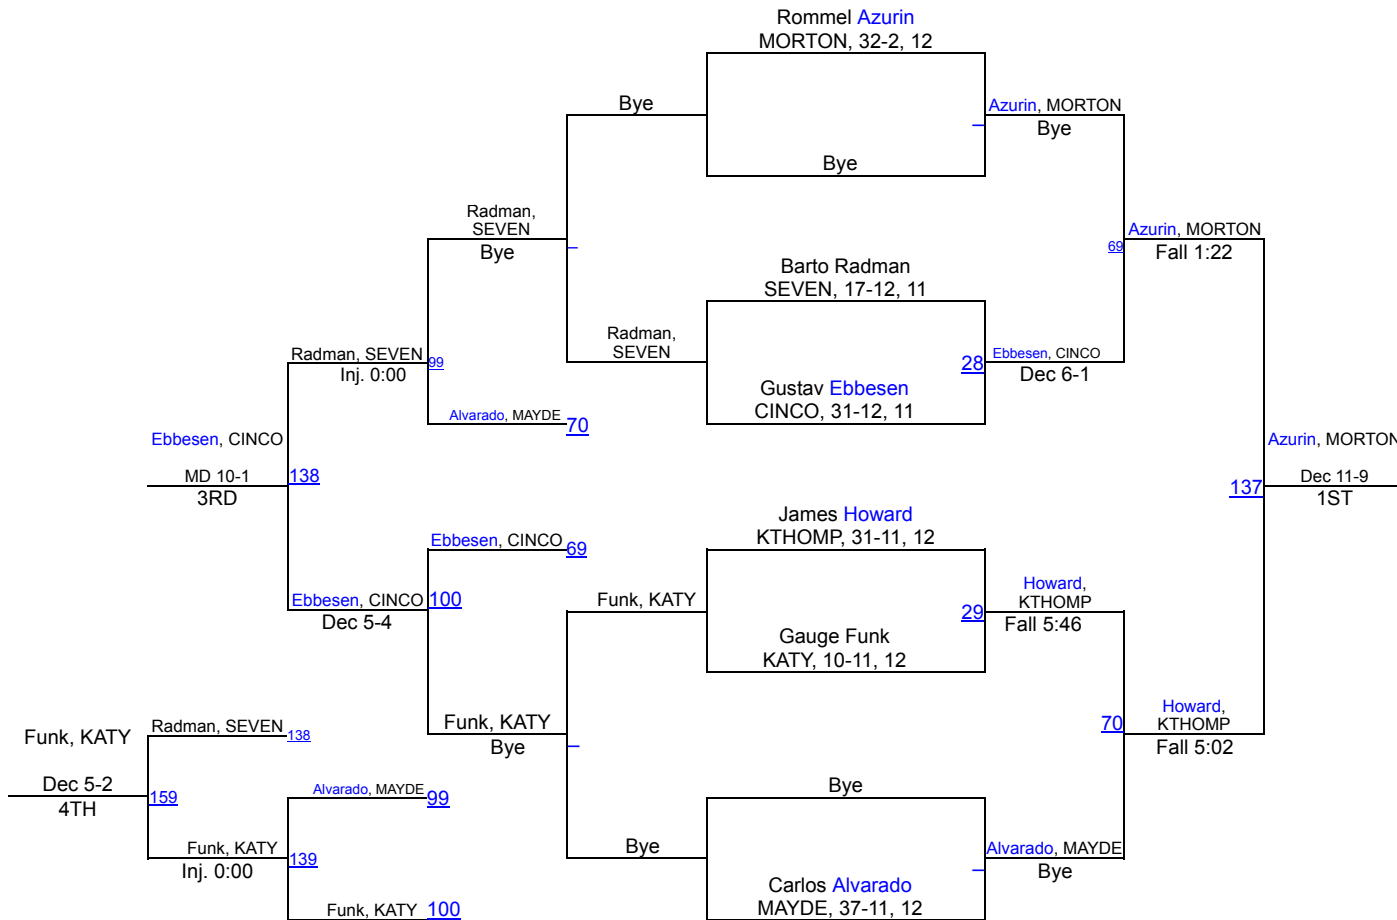 Rommel Azurin
MORTON, 32-2, 12
Bye
Azurin, MORTON
Bye
Bye
Radman,
SEVEN
Bye
Azurin, MORTON
69
Fall 1:22
Barto Radman
SEVEN, 17-12, 11
Radman,
SEVEN
Radman, SEVEN
99
Inj. 0:00
28
Ebbesen, CINCO
Dec 6-1
Gustav Ebbesen
CINCO, 31-12, 11
Alvarado, MAYDE
70
Ebbesen, CINCO
MD 10-1
138
3RD
Azurin, MORTON
137
Dec 11-9
1ST
James Howard
KTHOMP, 31-11, 12
Ebbesen, CINCO
69
Ebbesen, CINCO
100
Dec 5-4
Funk, KATY
29
Howard,
KTHOMP
Fall 5:46
Gauge Funk
KATY, 10-11, 12
Funk, KATY
Bye
70
Howard,
KTHOMP
Fall 5:02
Funk, KATY
Radman, SEVEN
138
Dec 5-2
159
4TH
Alvarado, MAYDE
99
Bye
Funk, KATY
139
Inj. 0:00
Bye
Alvarado, MAYDE
Bye
Carlos Alvarado
MAYDE, 37-11, 12
Funk, KATY
100